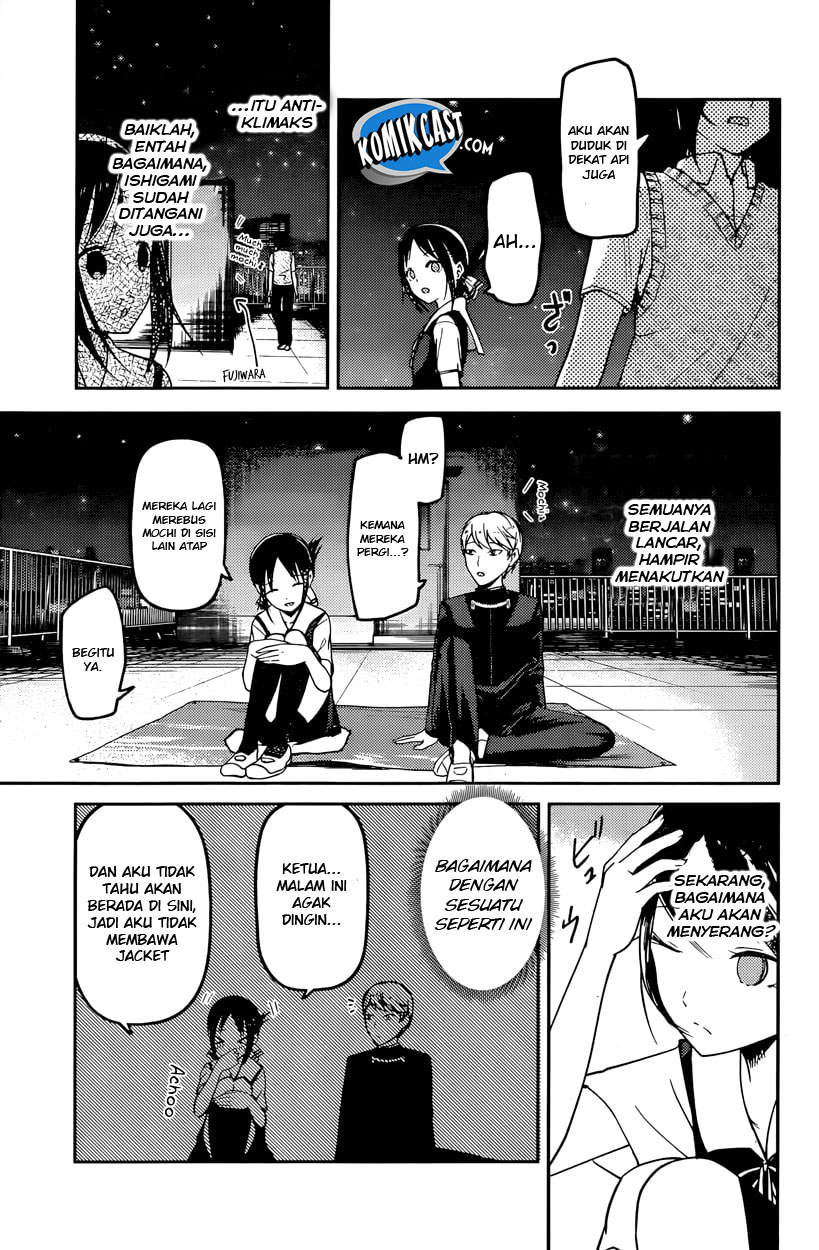 AKU AKAN
DUDUK DI
DEKAT API
JUGA
KOMIKCAST
.COM
AH...
ざっ
...ITU ANTI-
KLIMAKS
BAIKLAH,
ENTAH
BAGAIMANA,
ISHIGAMI
SUDAH
DITANGANI
JUGA...
Much
much
mochi♪
FUJIWARA
SEMUANYA
BERJALAN
LANCAR,
HAMPIR
MENAKUTKAN
Mochin
HM?
KEMANA
MEREKA
PERGI...?
MEREKA LAGI
MEREBUS
MOCHI DI SISI
LAIN ATAP
BEGITU
YA.
SEKARANG,
BAGAIMANA
AKU AKAN
MENYERANG?
BAGAIMANA
DENGAN
SESUATU
SEPERTI INI
KETUA...
MALAM INI
AGAK
DINGIN...
DAN AKU TIDAK
TAHU AKAN
BERADA DI SINI,
JADI AKU TIDAK
MEMBAWA
JACKET
Achoo